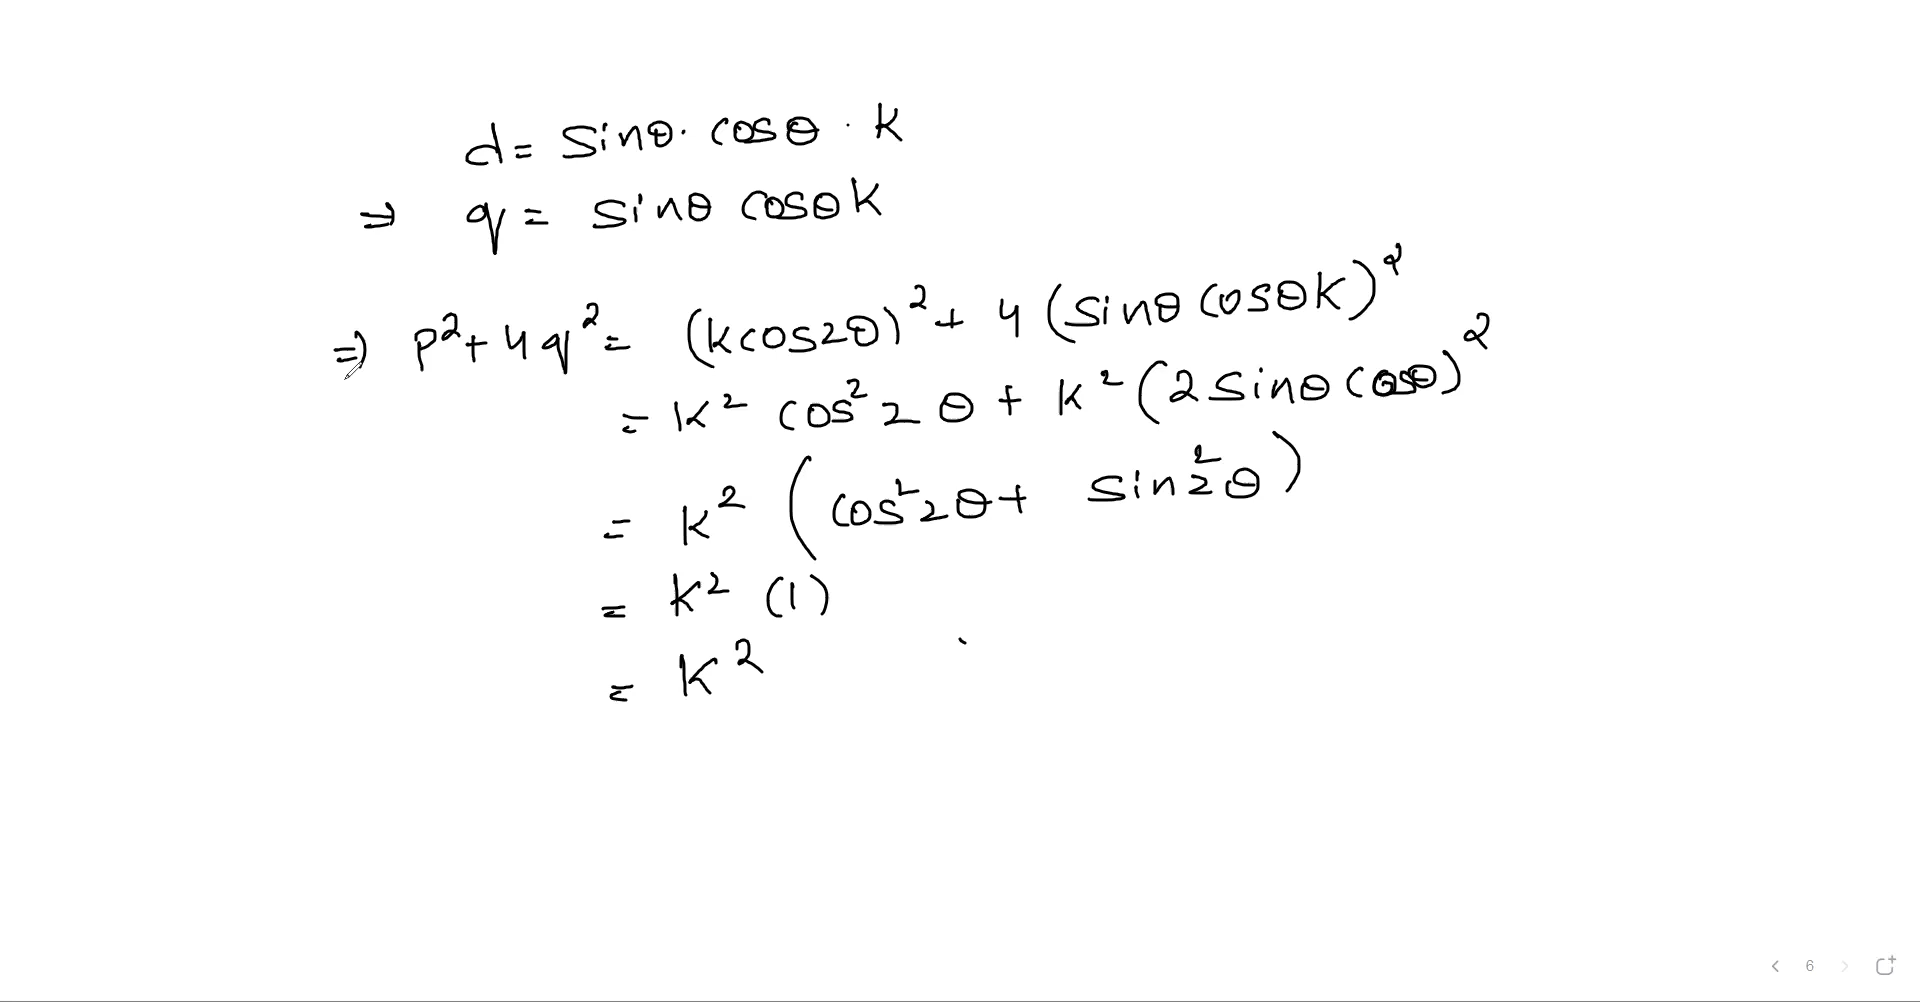 d = sinθ · cosθ · k
⇒ q = sinθ cosθ k
⇒ p² + 4q² = (k cos2θ)² + 4 (sinθ cosθ k)²
= k² cos² 2θ + k² (2 sinθ cosθ)²
= k² (cos² 2θ + sin² 2θ)
= k² (1)
= k²
6